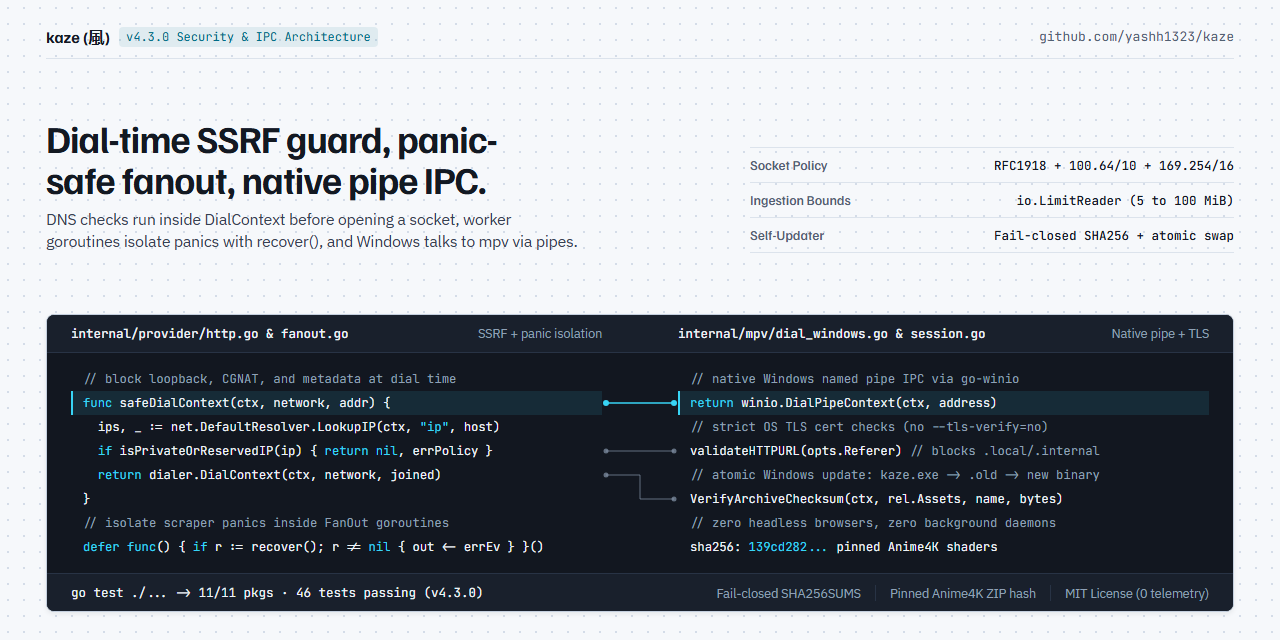 kaze (風) v4.3.0 Security & IPC Architecture
github.com/yashh1323/kaze
Dial-time SSRF guard, panic-
safe fanout, native pipe IPC.
DNS checks run inside DialContext before opening a socket, worker
goroutines isolate panics with recover(), and Windows talks to mpv via pipes.
Socket Policy RFC1918 + 100.64/10 + 169.254/16
Ingestion Bounds io.LimitReader (5 to 100 MiB)
Self-Updater Fail-closed SHA256 + atomic swap
internal/provider/http.go & fanout.go SSRF + panic isolation
// block loopback, CGNAT, and metadata at dial time
func safeDialContext(ctx, network, addr) {
ips, _ := net.DefaultResolver.LookupIP(ctx, "ip", host)
if isPrivateOrReservedIP(ip) { return nil, errPolicy }
return dialer.DialContext(ctx, network, joined)
}
// isolate scraper panics inside FanOut goroutines
defer func() { if r := recover(); r != nil { out <- errEv } }()
internal/mpv/dial_windows.go & session.go Native pipe + TLS
// native Windows named pipe IPC via go-winio
return winio.DialPipeContext(ctx, address)
// strict OS TLS cert checks (no --tls-verify=no)
validateHTTPURL(opts.Referer) // blocks .local/.internal
// atomic Windows update: kaze.exe -> .old -> new binary
VerifyArchiveChecksum(ctx, rel.Assets, name, bytes)
// zero headless browsers, zero background daemons
sha256: 139cd282... pinned Anime4K shaders
go test ./... -> 11/11 pkgs · 46 tests passing (v4.3.0)
Fail-closed SHA256SUMS Pinned Anime4K ZIP hash MIT License (0 telemetry)